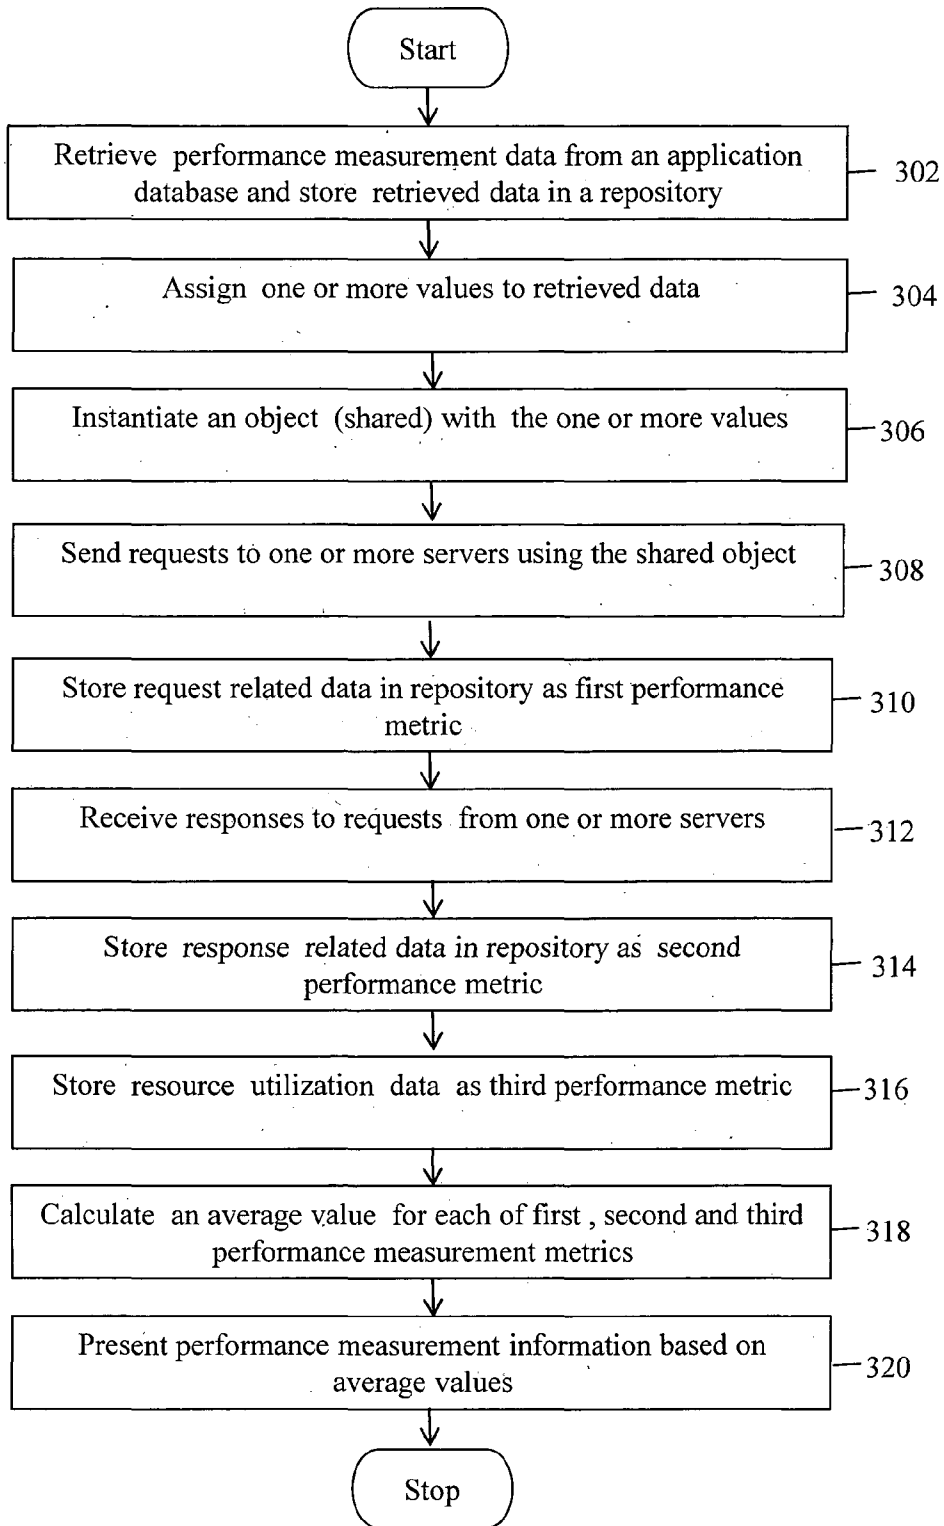 Start
Retrieve performance measurement data from an application
database and store retrieved data in a repository
302
Assign one or more values to retrieved data
304
Instantiate an object (shared) with the one or more values
306
Send requests to one or more servers using the shared object
308
Store request related data in repository as first performance
metric
310
Receive responses to requests from one or more servers
312
Store response related data in repository as second
performance metric
314
Store resource utilization data as third performance metric
316
Calculate an average value for each of first , second and third
performance measurement metrics
318
Present performance measurement information based on
average values
320
Stop